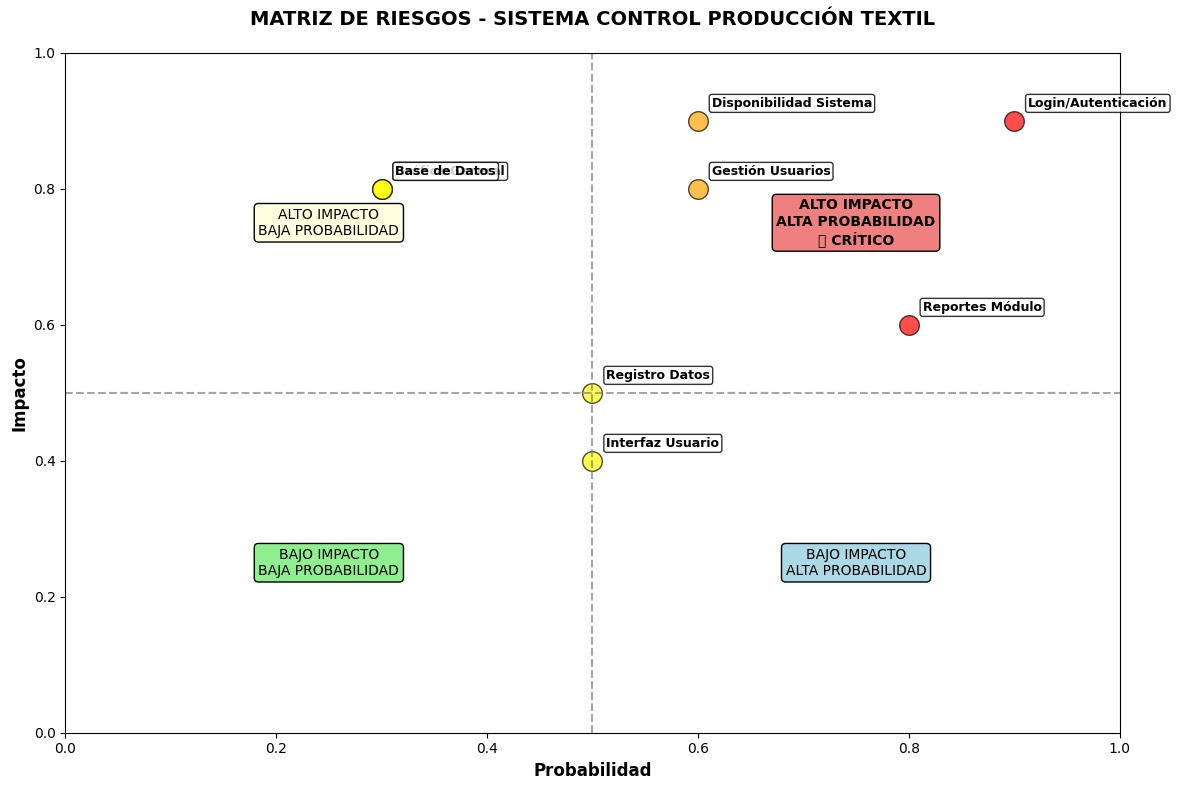 MATRIZ DE RIESGOS - SISTEMA CONTROL PRODUCCIÓN TEXTIL
1.0
Disponibilidad Sistema
Login/Autenticación
Base de Datos
Gestión Usuarios
0.8
ALTO IMPACTO
BAJA PROBABILIDAD
ALTO IMPACTO
ALTA PROBABILIDAD
CRÍTICO
Reportes Módulo
0.6
Registro Datos
Impacto
Interfaz Usuario
0.4
BAJO IMPACTO
BAJA PROBABILIDAD
BAJO IMPACTO
ALTA PROBABILIDAD
0.2
0.0
0.0 0.2 0.4 0.6 0.8 1.0
Probabilidad